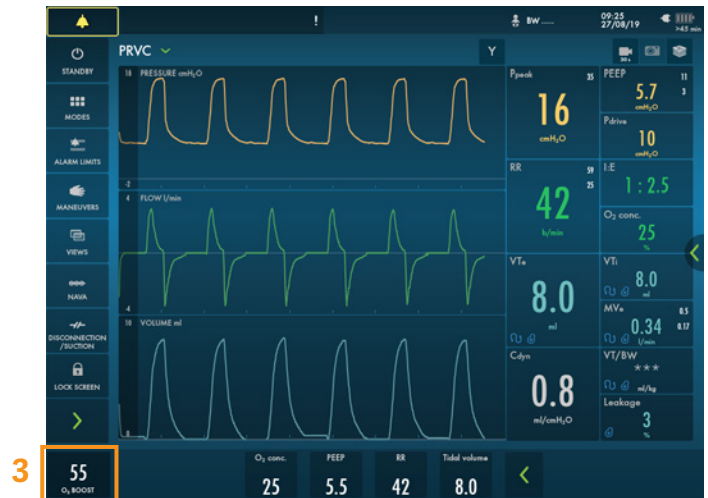 !
BW ......
09:25
27/08/19
>45 min
STANDBY
MODES
ALARM LIMITS
MANEUVERS
VIEWS
NAVA
DISCONNECTION
/SUCTION
LOCK SCREEN
PRVC
Y
30 s
18 PRESSURE cmH₂O
-2
4 FLOW l/min
-4
10 VOLUME ml
0
Ppeak 35
16
cmH₂O
PEEP 11
5.7 3
cmH₂O
Pdrive
10
cmH₂O
RR 59
25
42
b/min
I:E
1 : 2.5
O₂ conc.
25
%
VTe
8.0
ml
VTi
8.0
ml
MVe 0.5
0.34 0.17
l/min
Cdyn
0.8
ml/cmH₂O
VT/BW
***
ml/kg
Leakage
3
%
3
55
O₂ BOOST
O₂ conc. PEEP RR Tidal volume
25 5.5 42 8.0